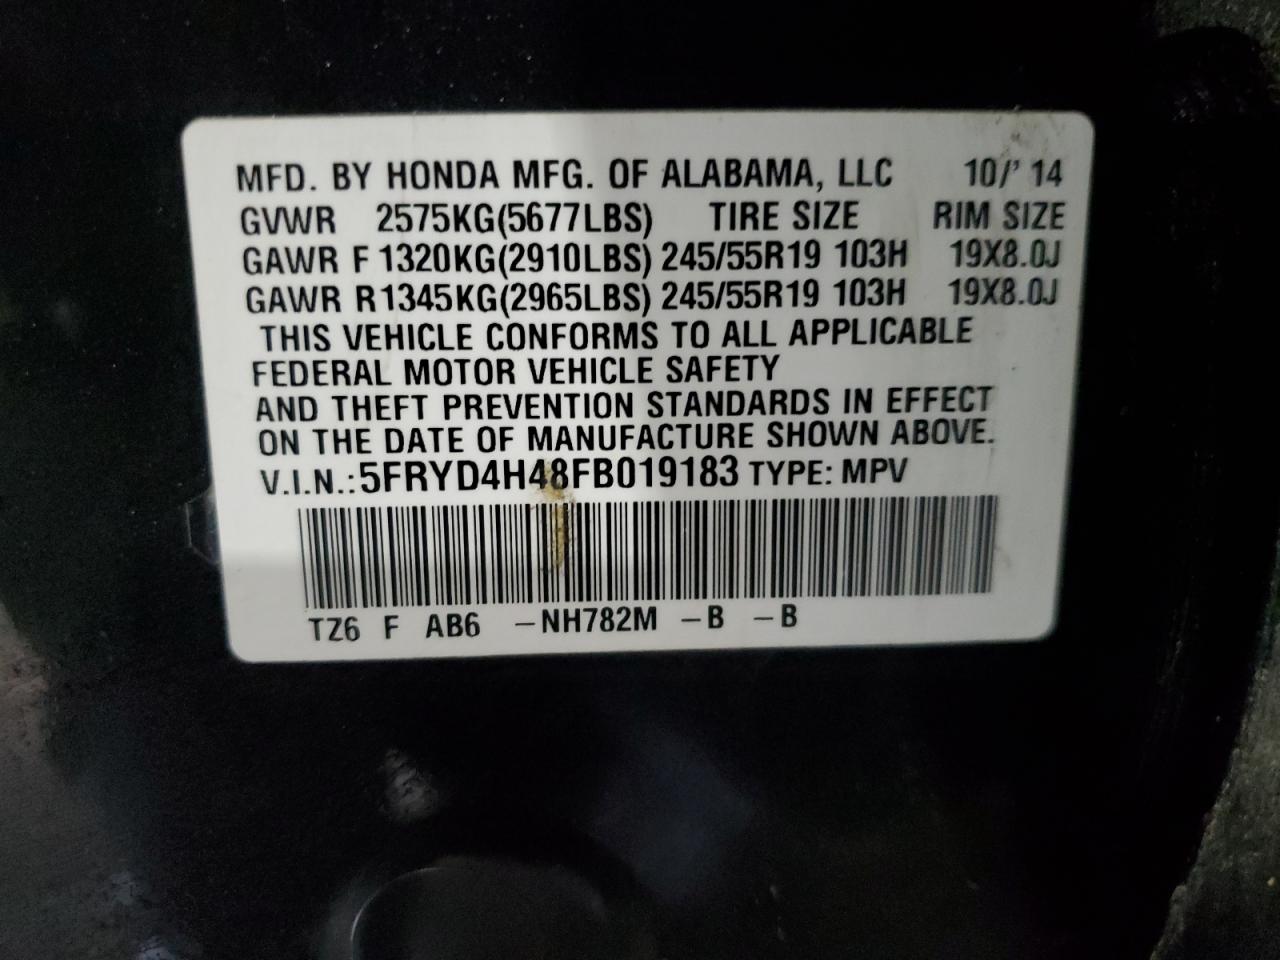 MFD. BY HONDA MFG. OF ALABAMA, LLC 10/' 14
GVWR 2575KG(5677LBS) TIRE SIZE RIM SIZE
GAWR F 1320KG(2910LBS) 245/55R19 103H 19X8.0J
GAWR R 1345KG(2965LBS) 245/55R19 103H 19X8.0J
THIS VEHICLE CONFORMS TO ALL APPLICABLE
FEDERAL MOTOR VEHICLE SAFETY
AND THEFT PREVENTION STANDARDS IN EFFECT
ON THE DATE OF MANUFACTURE SHOWN ABOVE.
V.I.N.: 5FRYD4H48FB019183 TYPE: MPV
TZ6 F AB6 –NH782M –B –B